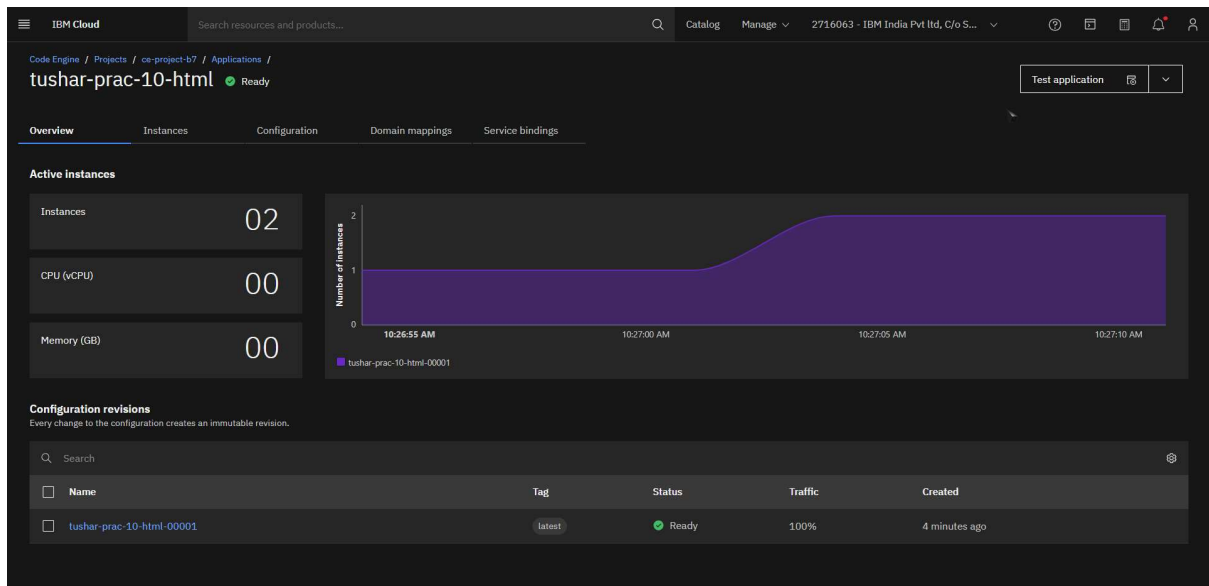 IBM Cloud
Search resources and products...
Catalog
Manage
2716063 - IBM India Pvt ltd, C/o S...
Code Engine / Projects / ce-project-b7 / Applications /
tushar-prac-10-html
Ready
Test application
Overview
Instances
Configuration
Domain mappings
Service bindings
Active instances
Instances
02
CPU (vCPU)
00
Memory (GB)
00
Number of instances
2
1
0
10:26:55 AM
10:27:00 AM
10:27:05 AM
10:27:10 AM
tushar-prac-10-html-00001
Configuration revisions
Every change to the configuration creates an immutable revision.
Search
Name Tag Status Traffic Created
tushar-prac-10-html-00001 latest Ready 100% 4 minutes ago